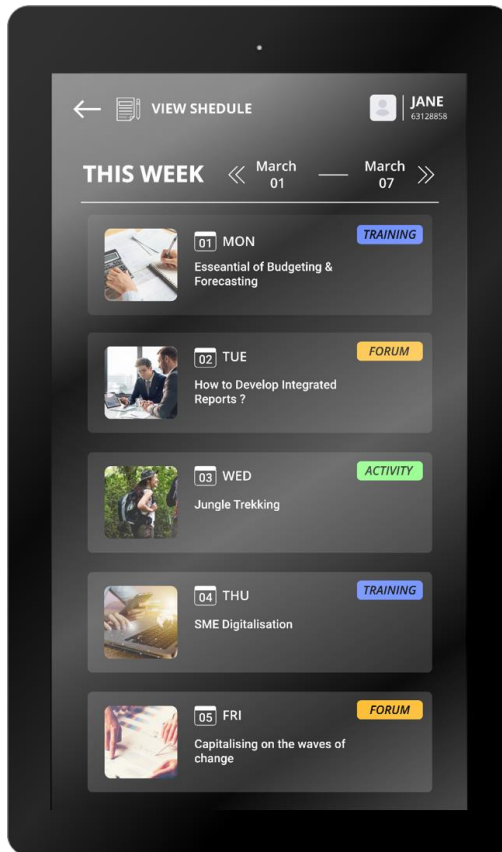 VIEW SHEDULE
JANE
63128858
THIS WEEK
March
01
March
07
01 MON
TRAINING
Esseantial of Budgeting &
Forecasting
02 TUE
FORUM
How to Develop Integrated
Reports ?
03 WED
ACTIVITY
Jungle Trekking
04 THU
TRAINING
SME Digitalisation
05 FRI
FORUM
Capitalising on the waves of
change